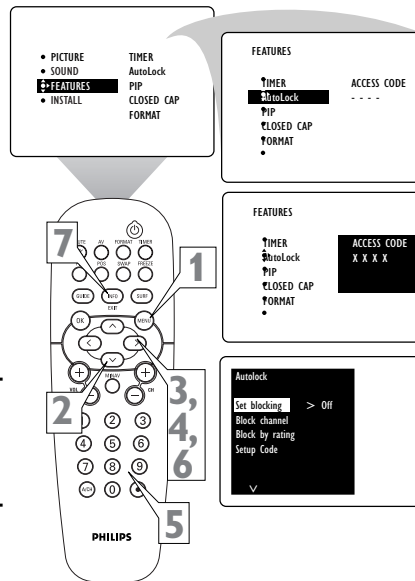 PICTURE TIMER
SOUND AutoLock
FEATURES PIP
INSTALL CLOSED CAP
FORMAT
FEATURES
TIMER ACCESS CODE
AutoLock - - - -
PIP
CLOSED CAP
FORMAT
FEATURES
TIMER ACCESS CODE
AutoLock X X X X
PIP
CLOSED CAP
FORMAT
Autolock
Set blocking > Off
Block channel
Block by rating
Setup Code
7
1
2
3,
4,
6
5
AV FORMAT TIMER
POS SWAP FREEZE
GUIDE INFO SURF
EXIT
OK MENU
VOL CH
2 3
4 5 6
7 8 9
A/CH 0
PHILIPS